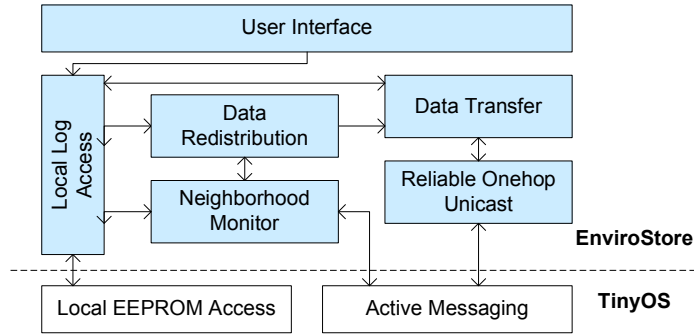 User Interface
Local Log
Access
Data
Redistribution
Data Transfer
Neighborhood
Monitor
Reliable Onehop
Unicast
EnviroStore
TinyOS
Local EEPROM Access
Active Messaging